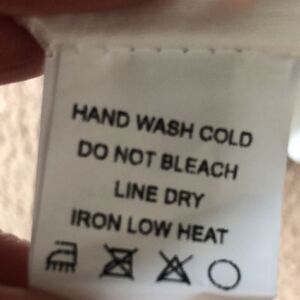 HAND WASH COLD
DO NOT BLEACH
LINE DRY
IRON LOW HEAT